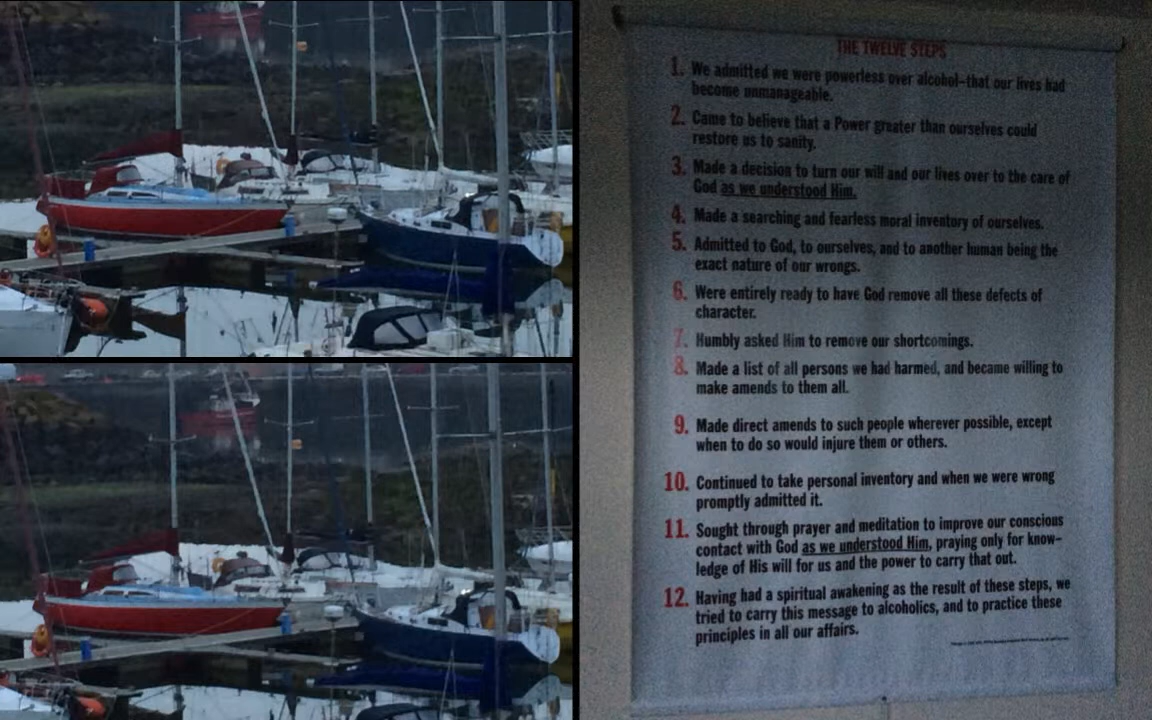 THE TWELVE STEPS
1. We admitted we were powerless over alcohol-that our lives had
become unmanageable.
2. Came to believe that a Power greater than ourselves could
restore us to sanity.
3. Made a decision to turn our will and our lives over to the care of
God as we understood Him.
4. Made a searching and fearless moral inventory of ourselves.
5. Admitted to God, to ourselves, and to another human being the
exact nature of our wrongs.
6. Were entirely ready to have God remove all these defects of
character.
7. Humbly asked Him to remove our shortcomings.
8. Made a list of all persons we had harmed, and became willing to
make amends to them all.
9. Made direct amends to such people wherever possible, except
when to do so would injure them or others.
10. Continued to take personal inventory and when we were wrong
promptly admitted it.
11. Sought through prayer and meditation to improve our conscious
contact with God as we understood Him, praying only for know-
ledge of His will for us and the power to carry that out.
12. Having had a spiritual awakening as the result of these steps, we
tried to carry this message to alcoholics, and to practice these
principles in all our affairs.